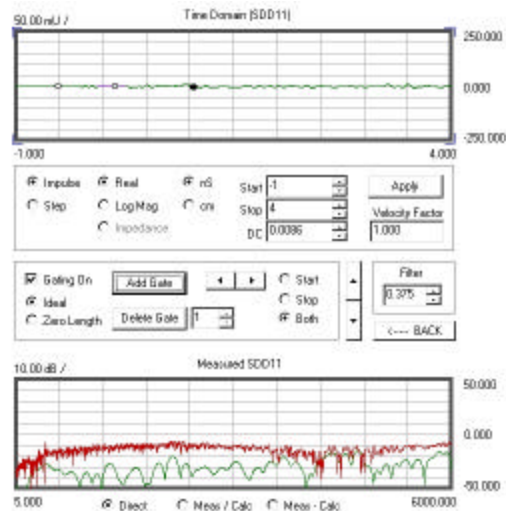 Time Domain (SDD11)
50.00 mU /
250.000
0.000
-250.000
-1.000
4.000
Impulse
Real
nS
Start
-1
Apply
Step
Log Mag
cm
Stop
4
Velocity Factor
Impedance
DC
0.0086
1.000
Gating On
Add Gate
Start
Filter
Ideal
Stop
0.375
Zero Length
Delete Gate
1
Both
<--- BACK
10.00 dB /
Measured SDD11
50.000
0.000
-50.000
5.000
Direct
Meas / Calc
Meas - Calc
6000.000